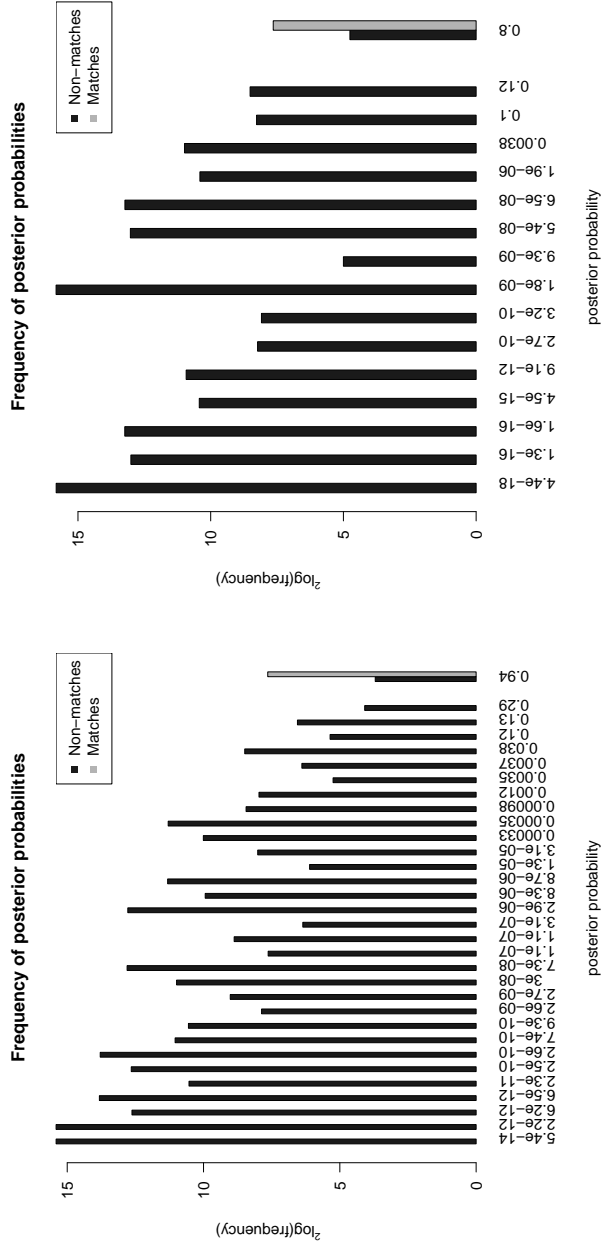 Frequency of posterior probabilities
Non−matches
Matches
²log(frequency)
0
5
10
15
5.4e−14
2.2e−12
6.2e−12
6.5e−12
2.3e−11
2.5e−10
2.6e−10
7.4e−10
9.3e−10
2.6e−09
2.7e−09
3e−08
7.3e−08
1.1e−07
1.1e−07
3.1e−07
2.9e−06
8.3e−06
8.7e−06
1.3e−05
3.1e−05
0.00033
0.00035
0.00098
0.0012
0.0035
0.0037
0.038
0.12
0.13
0.29
0.94
posterior probability
Frequency of posterior probabilities
Non−matches
Matches
²log(frequency)
0
5
10
15
4.4e−18
1.3e−16
1.6e−16
4.5e−15
9.1e−12
2.7e−10
3.2e−10
1.8e−09
9.3e−09
5.4e−08
6.5e−08
1.9e−06
0.0038
0.1
0.12
0.8
posterior probability